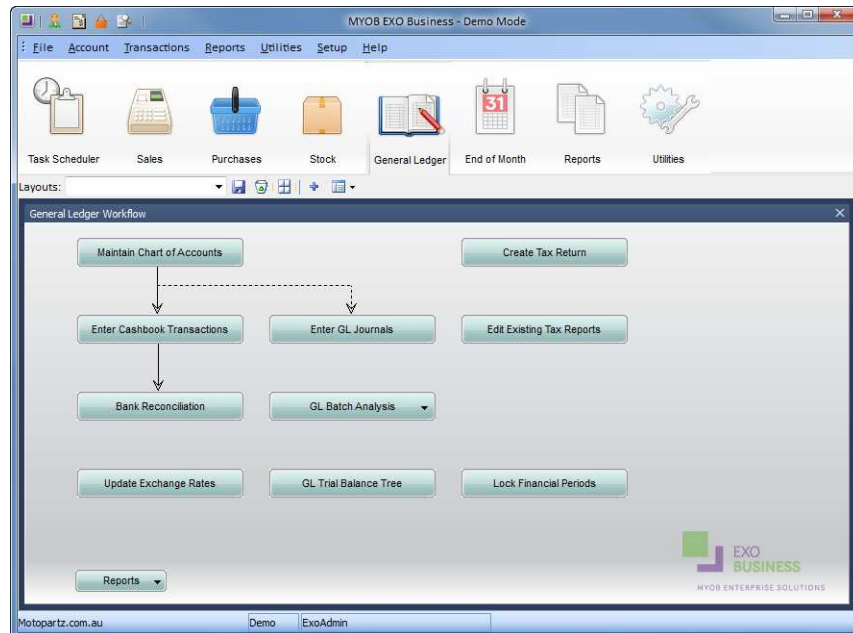 MYOB EXO Business - Demo Mode
File Account Transactions Reports Utilities Setup Help
31
Task Scheduler Sales Purchases Stock General Ledger End of Month Reports Utilities
Layouts:
General Ledger Workflow
Maintain Chart of Accounts Create Tax Return
Enter Cashbook Transactions Enter GL Journals Edit Existing Tax Reports
Bank Reconciliation GL Batch Analysis
Update Exchange Rates GL Trial Balance Tree Lock Financial Periods
EXO
BUSINESS
Reports
MYOB ENTERPRISE SOLUTIONS
Motopartz.com.au Demo ExoAdmin